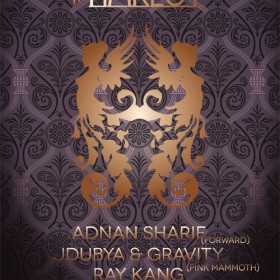 ADNAN SHARIF
(FORWARD)
JDUBYA & GRAVITY
(PINK MAMMOTH)
RAY KANG